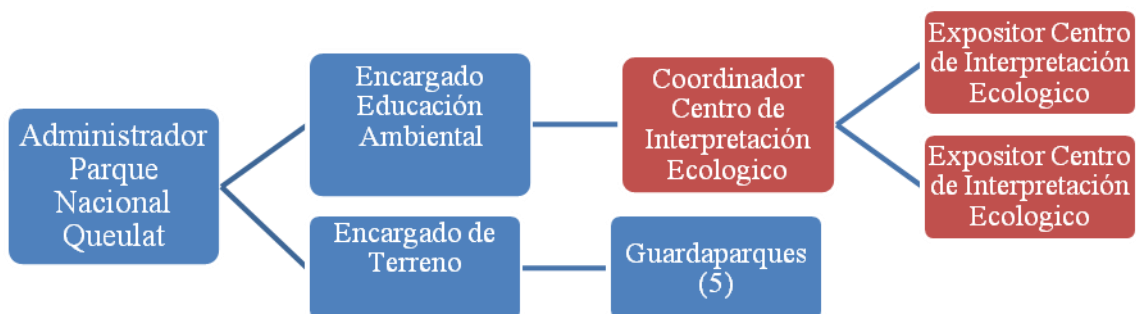 Administrador
Parque
Nacional
Queulat
Encargado
Educación
Ambiental
Coordinador
Centro de
Interpretación
Ecologico
Expositor Centro
de Interpretación
Ecologico
Expositor Centro
de Interpretación
Ecologico
Encargado de
Terreno
Guardaparques
(5)